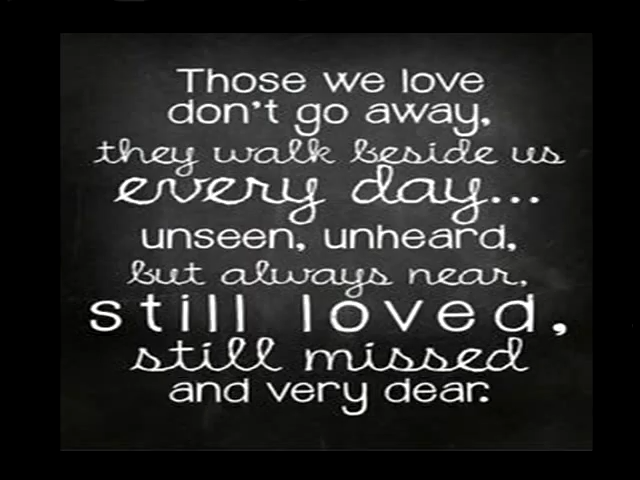 Those we love
don't go away,
they walk beside us
every day...
unseen, unheard,
but always near,
still loved,
still missed
and very dear.